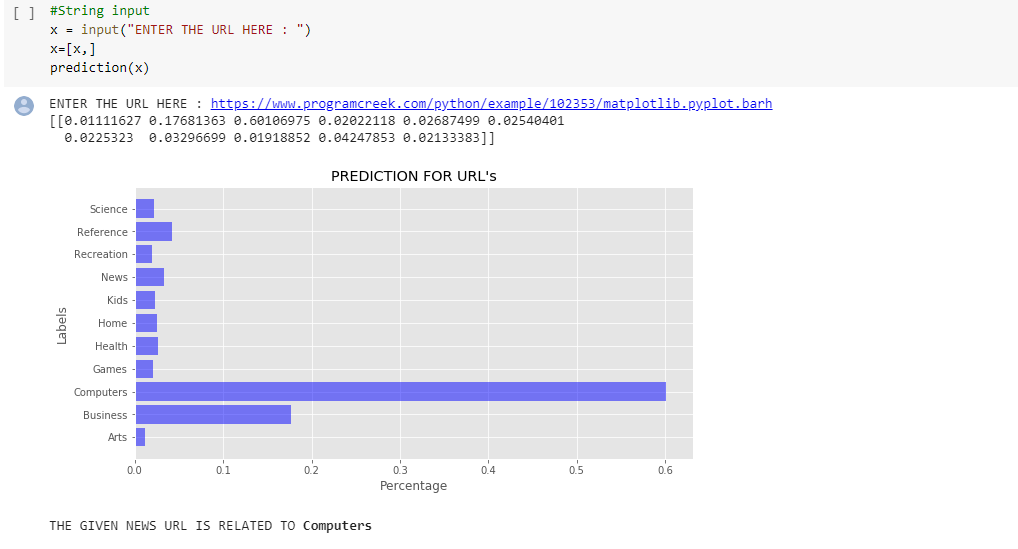 [ ] #String input
x = input("ENTER THE URL HERE : ")
x=[x,]
prediction(x)
ENTER THE URL HERE : https://www.programcreek.com/python/example/102353/matplotlib.pyplot.barh
[[0.01111627 0.17681363 0.60106975 0.02022118 0.02687499 0.02540401
0.0225323 0.03296699 0.01918852 0.04247853 0.02133383]]
PREDICTION FOR URL's
Science
Reference
Recreation
News
Kids
Home
Health
Games
Computers
Business
Arts
Labels
0.0 0.1 0.2 0.3 0.4 0.5 0.6
Percentage
THE GIVEN NEWS URL IS RELATED TO Computers